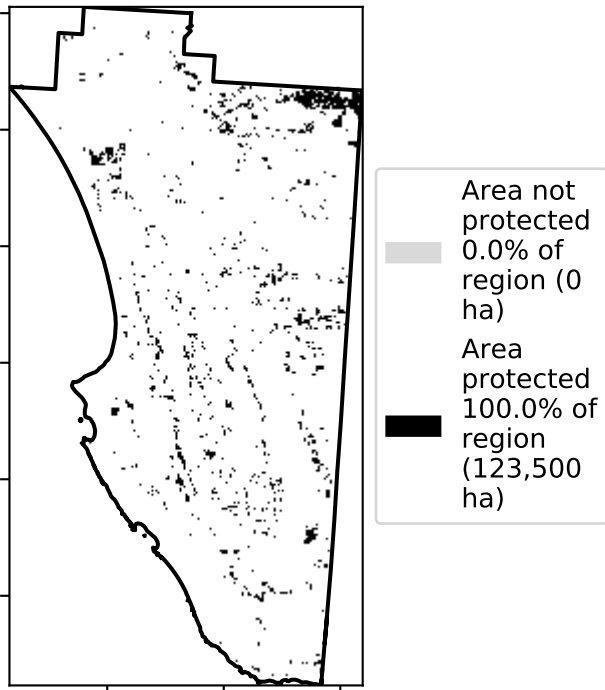 Area not
protected
0.0% of
region (0
ha)
Area
protected
100.0% of
region
(123,500
ha)